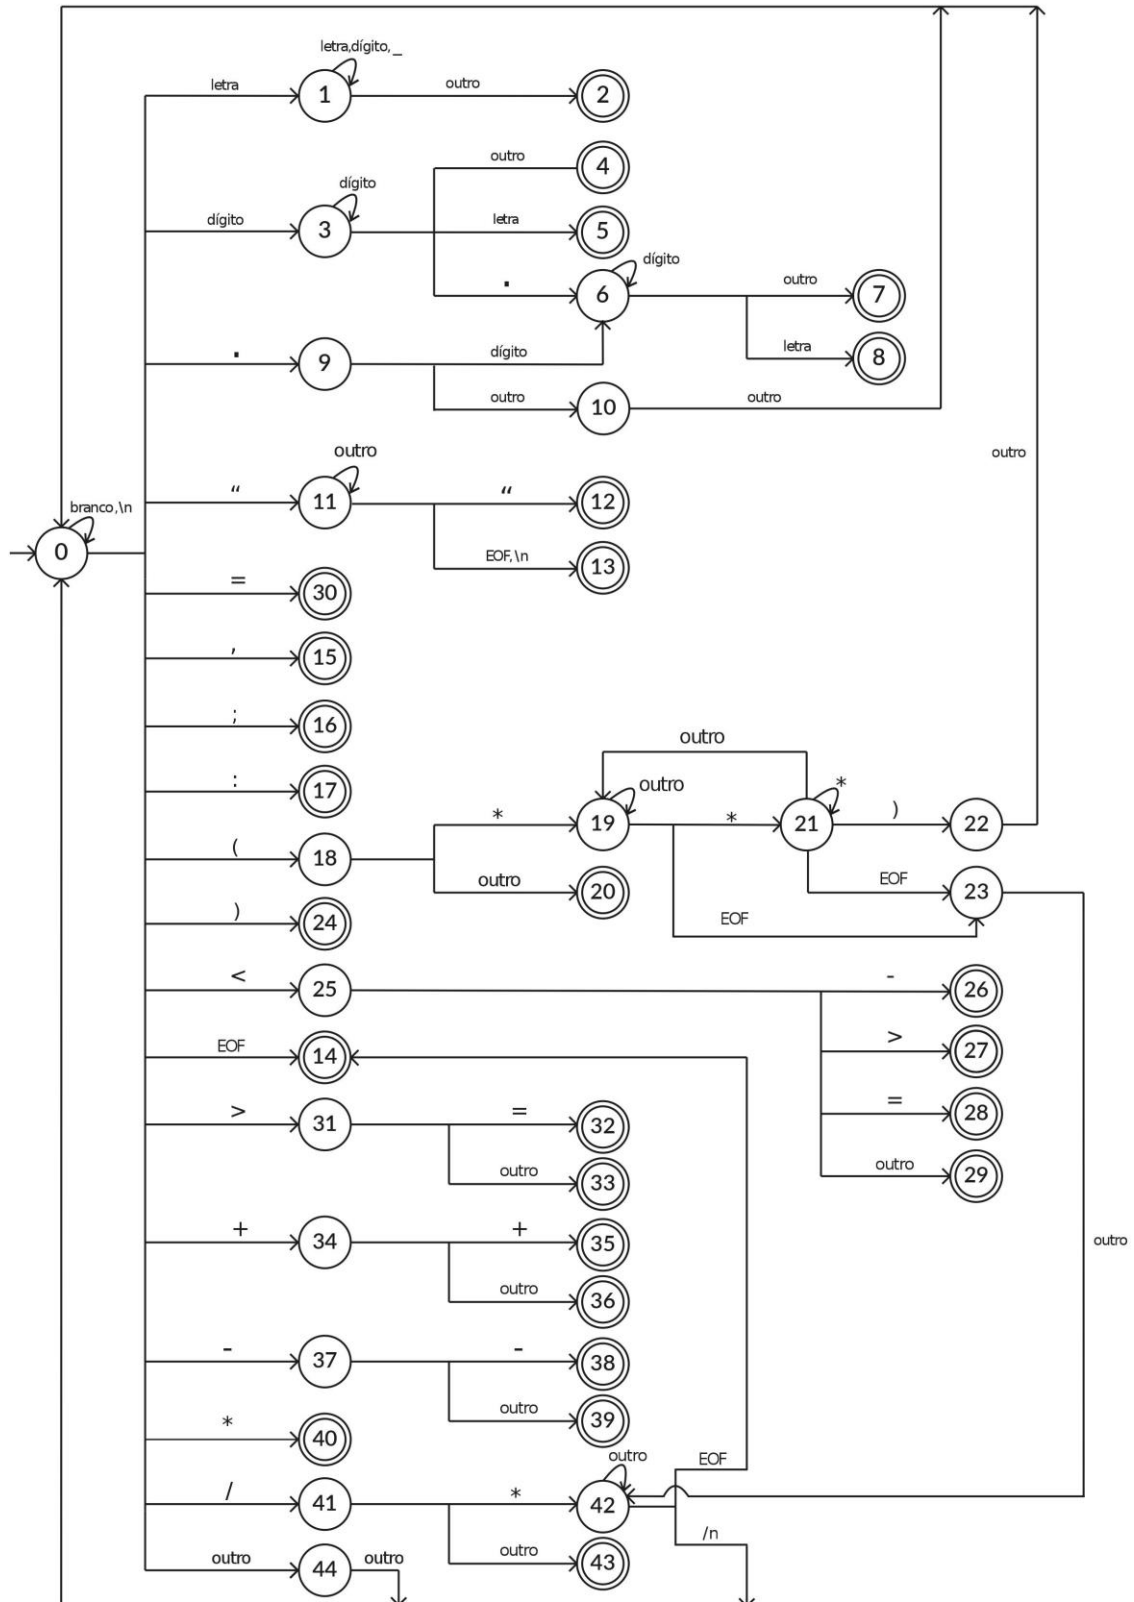 letra,dígito,_
letra 1 outro 2
outro 4
dígito
dígito 3 letra 5
dígito
. 6 outro 7
. 9 dígito letra 8
outro 10 outro
outro
outro
“ 11 “ 12
branco,\n
0 EOF,\n 13
= 30
, 15
; 16
outro
: 17
outro *
* 19 * 21 ) 22
( 18
outro 20 EOF 23
) 24 EOF
< 25 - 26
EOF 14 > 27
> 31 = 32 = 28
outro 33 outro 29
+ 34 + 35 outro
outro 36
- 37 - 38
outro 39
* 40
outro EOF
/ 41 * 42
/n
outro 43
outro 44 outro